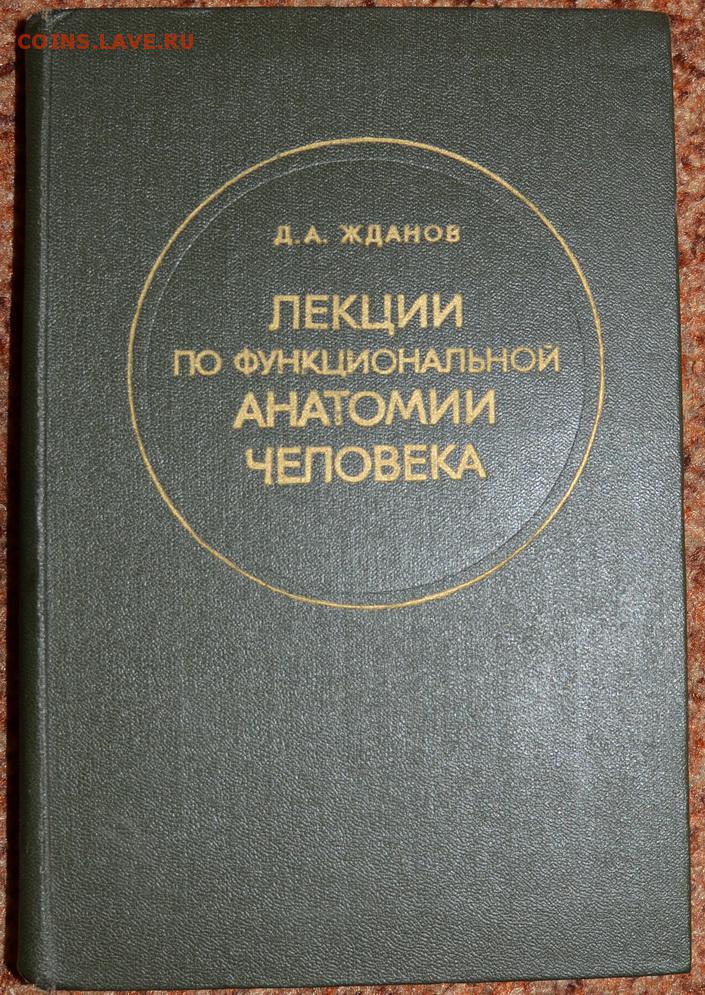 COINS.LAVE.RU
Д.А. ЖДАНОВ
ЛЕКЦИИ
ПО ФУНКЦИОНАЛЬНОЙ
АНАТОМИИ
ЧЕЛОВЕКА